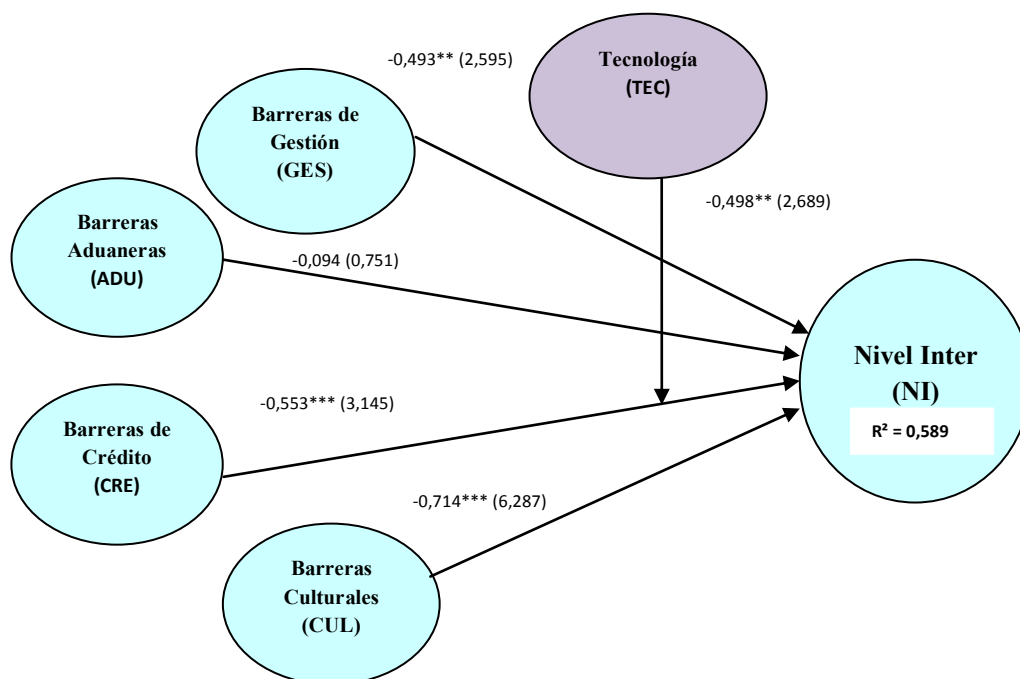 -0,493** (2,595)
Tecnología
(TEC)
Barreras de
Gestión
(GES)
-0,498** (2,689)
Barreras
Aduaneras
(ADU)
-0,094 (0,751)
Nivel Inter
(NI)
R² = 0,589
-0,553*** (3,145)
Barreras de
Crédito
(CRE)
-0,714*** (6,287)
Barreras
Culturales
(CUL)